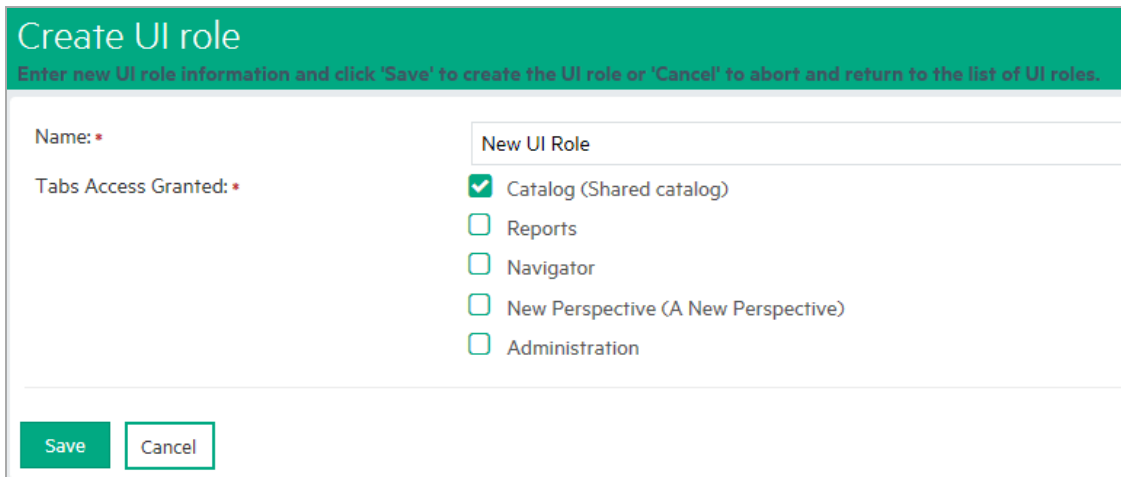 Create UI role
Enter new UI role information and click 'Save' to create the UI role or 'Cancel' to abort and return to the list of UI roles.
Name: *
New UI Role
Tabs Access Granted: *
Catalog (Shared catalog)
Reports
Navigator
New Perspective (A New Perspective)
Administration
Save
Cancel